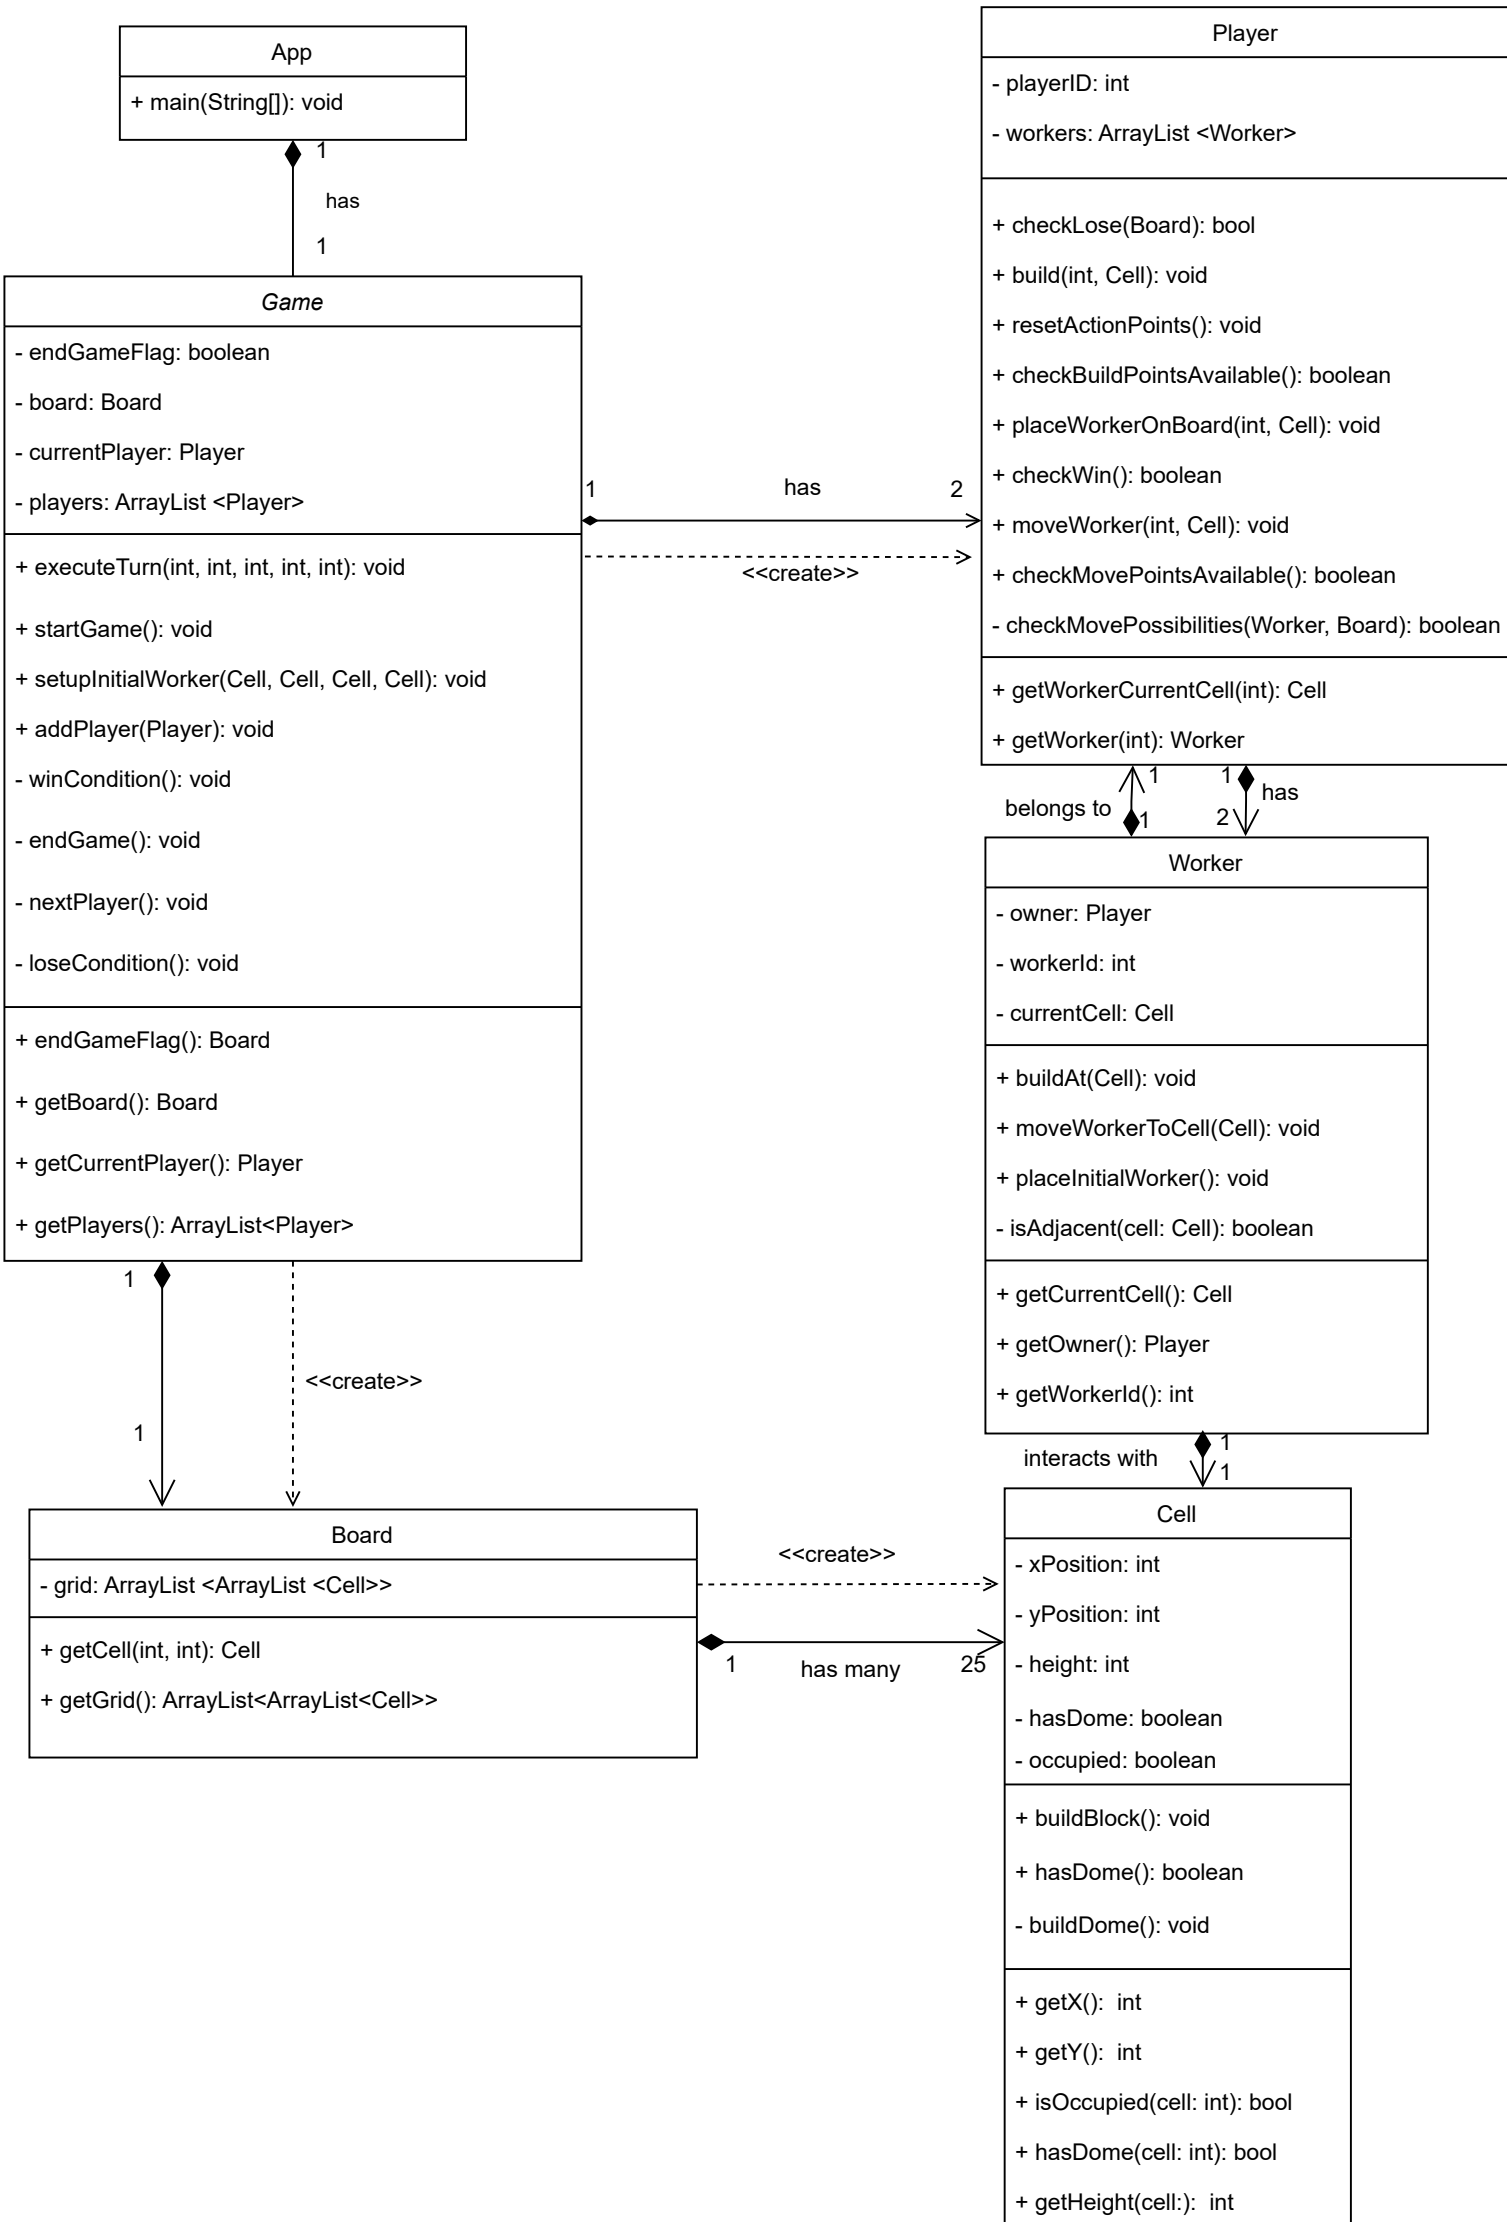 App
+ main(String[]): void
1
has
1
Game
- endGameFlag: boolean
- board: Board
- currentPlayer: Player
- players: ArrayList <Player>
+ executeTurn(int, int, int, int, int): void
+ startGame(): void
+ setupInitialWorker(Cell, Cell, Cell, Cell): void
+ addPlayer(Player): void
- winCondition(): void
- endGame(): void
- nextPlayer(): void
- loseCondition(): void
+ endGameFlag(): Board
+ getBoard(): Board
+ getCurrentPlayer(): Player
+ getPlayers(): ArrayList<Player>
1 has 2
<<create>>
Player
- playerID: int
- workers: ArrayList <Worker>
+ checkLose(Board): bool
+ build(int, Cell): void
+ resetActionPoints(): void
+ checkBuildPointsAvailable(): boolean
+ placeWorkerOnBoard(int, Cell): void
+ checkWin(): boolean
+ moveWorker(int, Cell): void
+ checkMovePointsAvailable(): boolean
- checkMovePossibilities(Worker, Board): boolean
+ getWorkerCurrentCell(int): Cell
+ getWorker(int): Worker
1 1
has
belongs to
1 2
Worker
- owner: Player
- workerId: int
- currentCell: Cell
+ buildAt(Cell): void
+ moveWorkerToCell(Cell): void
+ placeInitialWorker(): void
- isAdjacent(cell: Cell): boolean
+ getCurrentCell(): Cell
+ getOwner(): Player
+ getWorkerId(): int
1
interacts with
1
1
<<create>>
1
Board
- grid: ArrayList <ArrayList <Cell>>
+ getCell(int, int): Cell
+ getGrid(): ArrayList<ArrayList<Cell>>
<<create>>
1 has many 25
Cell
- xPosition: int
- yPosition: int
- height: int
- hasDome: boolean
- occupied: boolean
+ buildBlock(): void
+ hasDome(): boolean
- buildDome(): void
+ getX():  int
+ getY():  int
+ isOccupied(cell: int): bool
+ hasDome(cell: int): bool
+ getHeight(cell:):  int